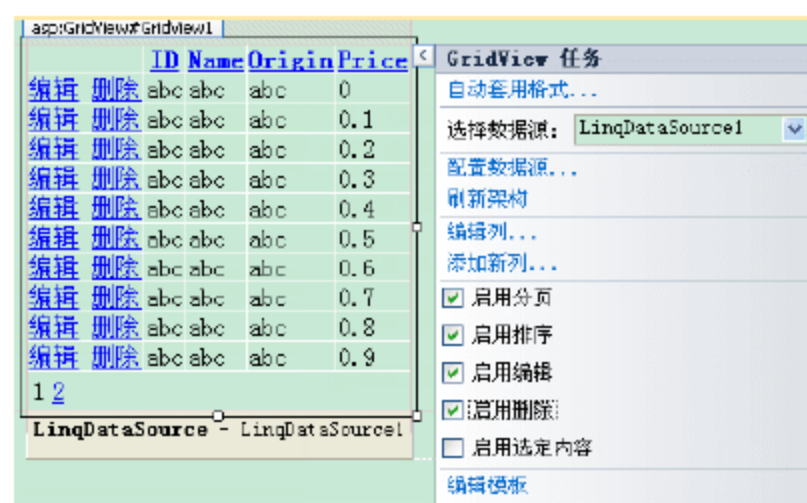 asp:GridView#Gridview1
ID Name Origin Price
编辑 删除 abc abc abc 0
编辑 删除 abc abc abc 0.1
编辑 删除 abc abc abc 0.2
编辑 删除 abc abc abc 0.3
编辑 删除 abc abc abc 0.4
编辑 删除 abc abc abc 0.5
编辑 删除 abc abc abc 0.6
编辑 删除 abc abc abc 0.7
编辑 删除 abc abc abc 0.8
编辑 删除 abc abc abc 0.9
1 2
LinqDataSource - LinqDataSource1
GridView 任务
自动套用格式...
选择数据源： LinqDataSource1
配置数据源...
刷新架构
编辑列...
添加新列...
启用分页
启用排序
启用编辑
启用删除
启用选定内容
编辑模板